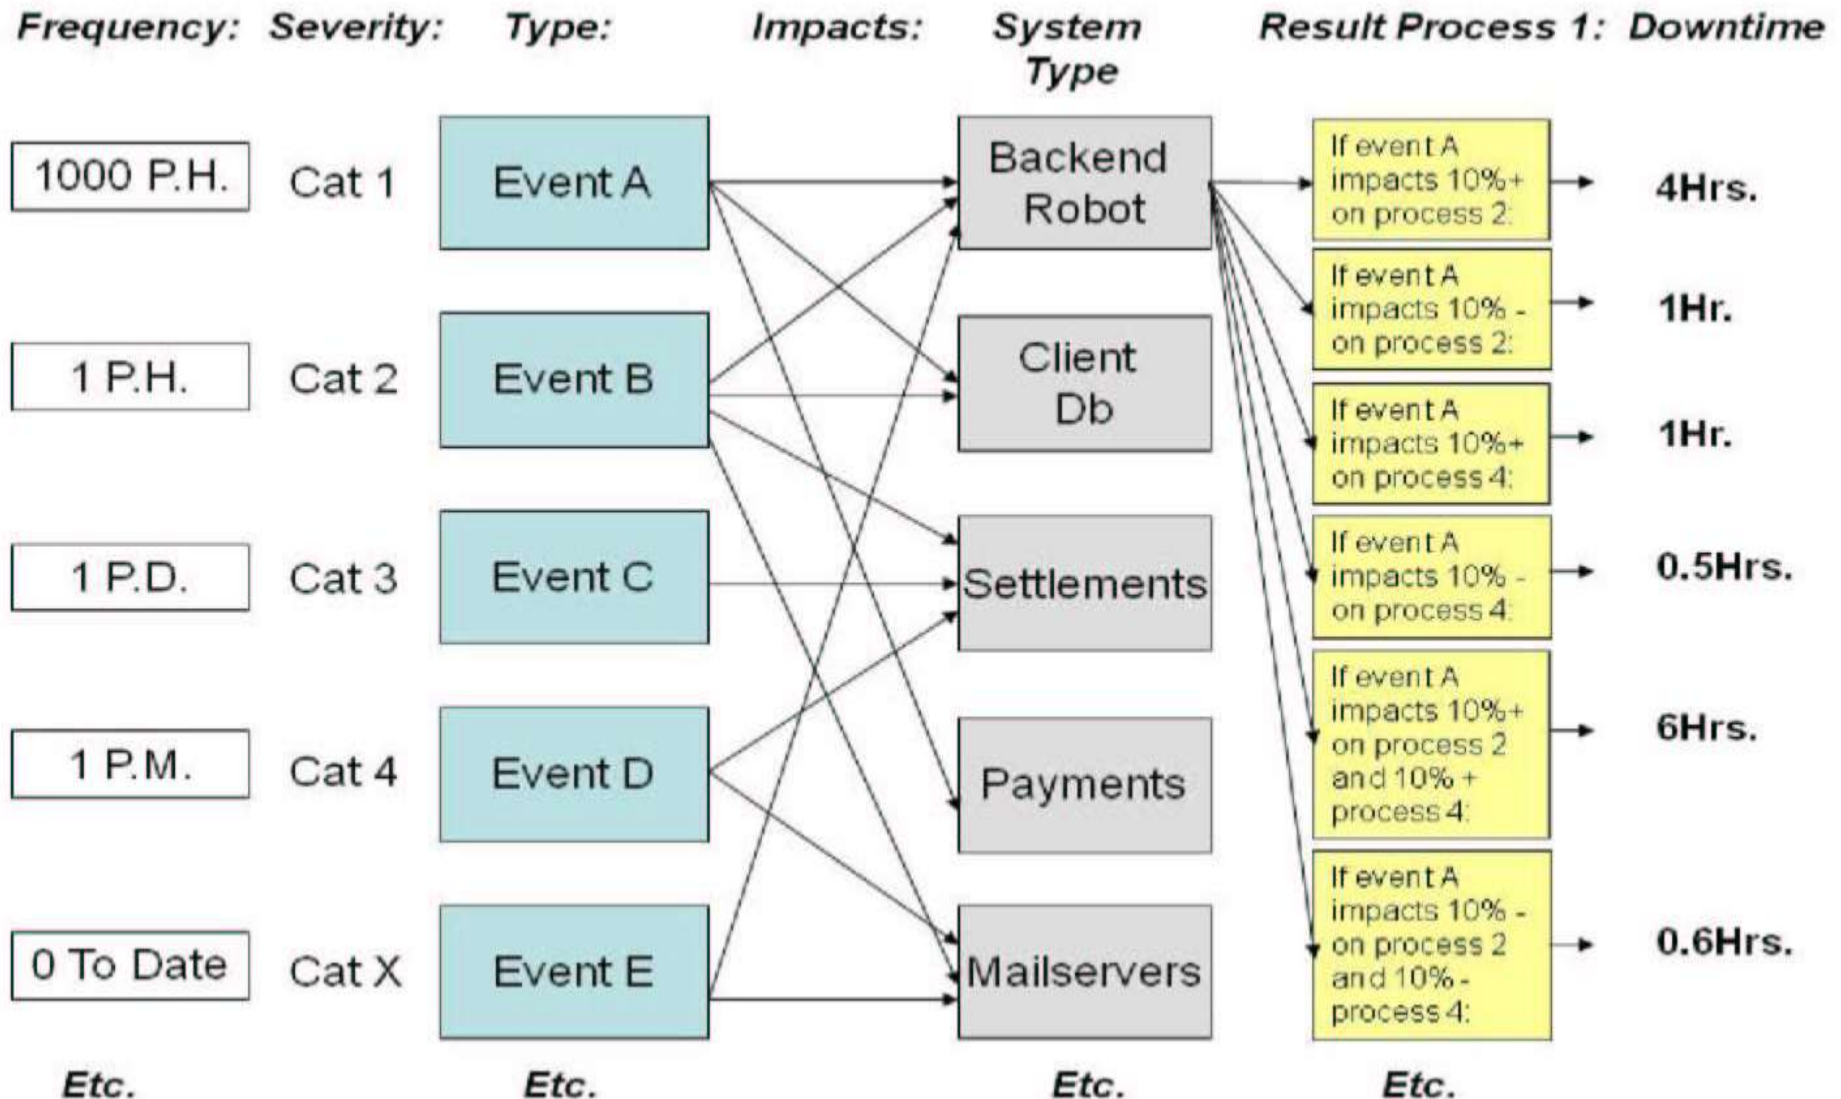 Frequency: Severity: Type: Impacts: System Type Result Process 1: Downtime
1000 P.H.
Cat 1
Event A
Backend
Robot
If event A
impacts 10%+
on process 2:
4Hrs.
If event A
impacts 10% -
on process 2:
1Hr.
1 P.H.
Cat 2
Event B
Client
Db
If event A
impacts 10%+
on process 4:
1Hr.
1 P.D.
Cat 3
Event C
Settlements
If event A
impacts 10% -
on process 4:
0.5Hrs.
1 P.M.
Cat 4
Event D
Payments
If event A
impacts 10%+
on process 2
and 10% +
process 4:
6Hrs.
0 To Date
Cat X
Event E
Mailservers
If event A
impacts 10% -
on process 2
and 10% -
process 4:
0.6Hrs.
Etc. Etc. Etc. Etc.